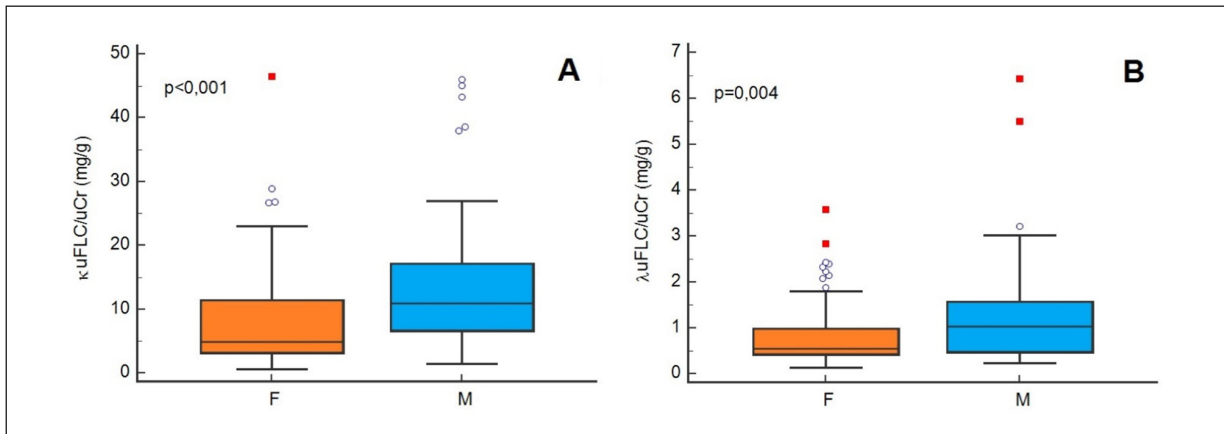 A
p<0,001
κuFLC/uCr (mg/g)
50
40
30
20
10
0
F
M
B
p=0,004
λuFLC/uCr (mg/g)
7
6
5
4
3
2
1
0
F
M